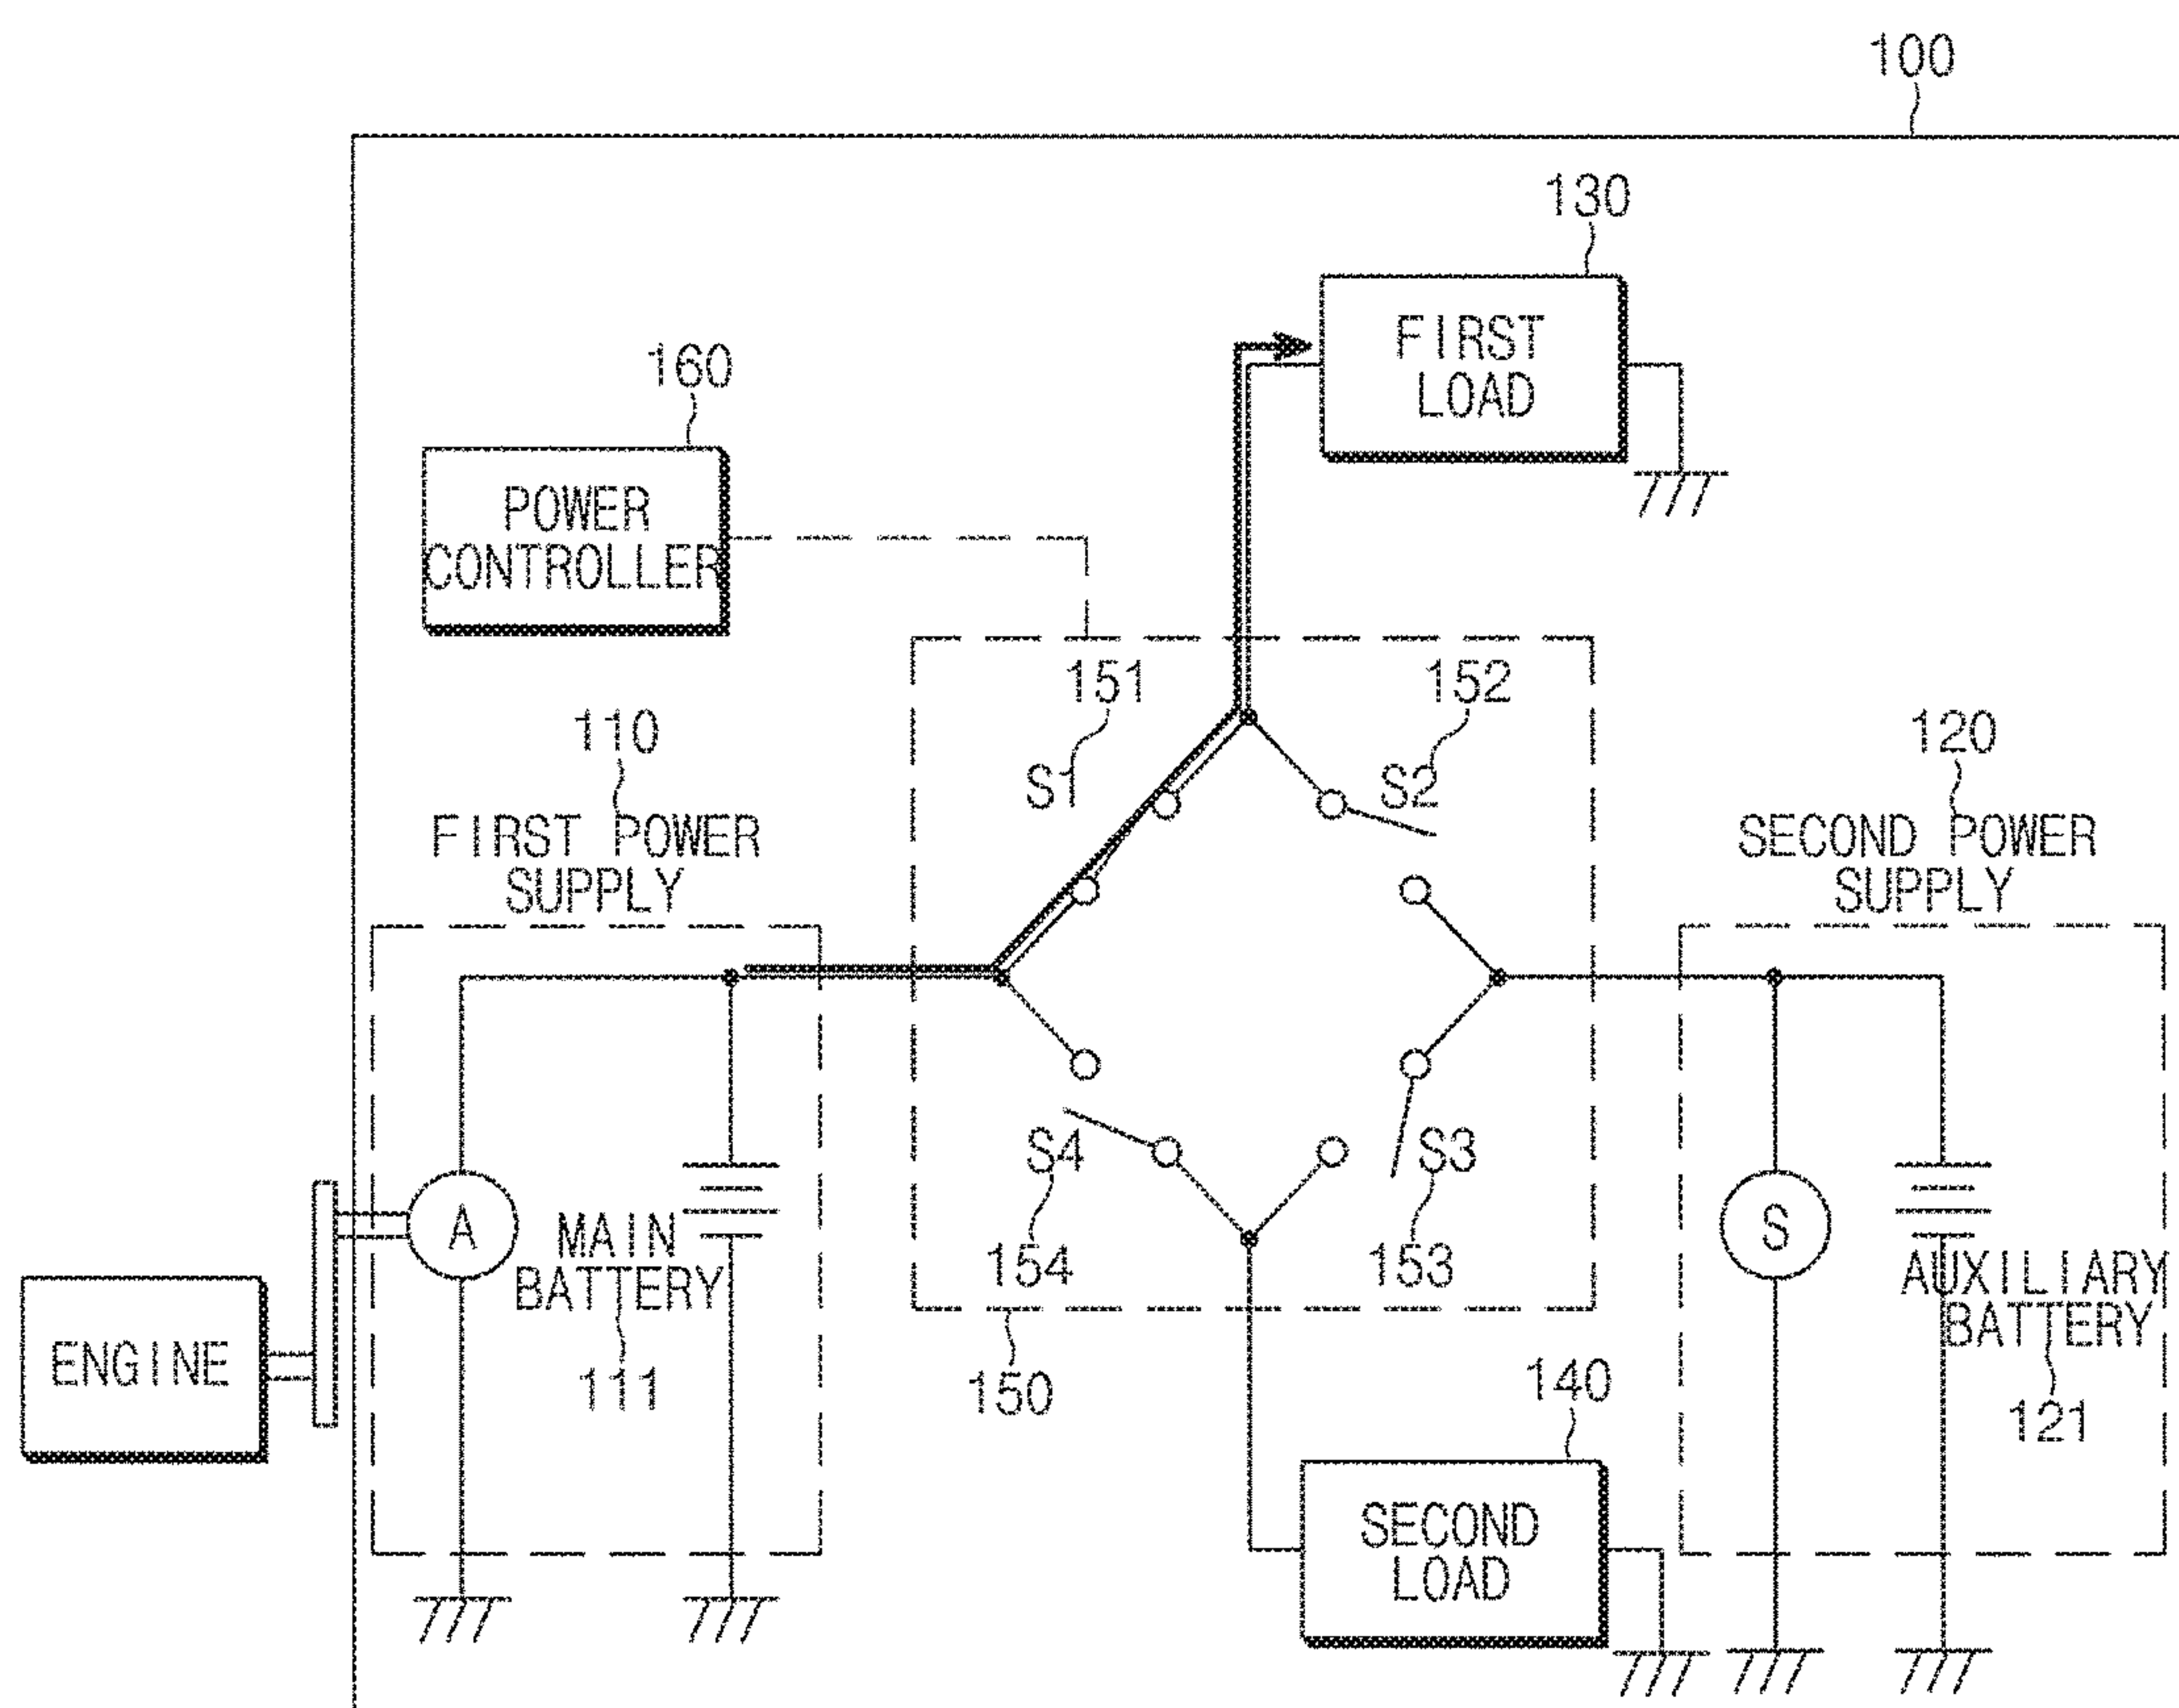 100
130
FIRST
LOAD
160
POWER
CONTROLLER
151
152
S1
S2
110
FIRST POWER
SUPPLY
120
SECOND POWER
SUPPLY
A
MAIN
BATTERY
111
S4
S3
154
153
150
S
AUXILIARY
BATTERY
121
ENGINE
140
SECOND
LOAD